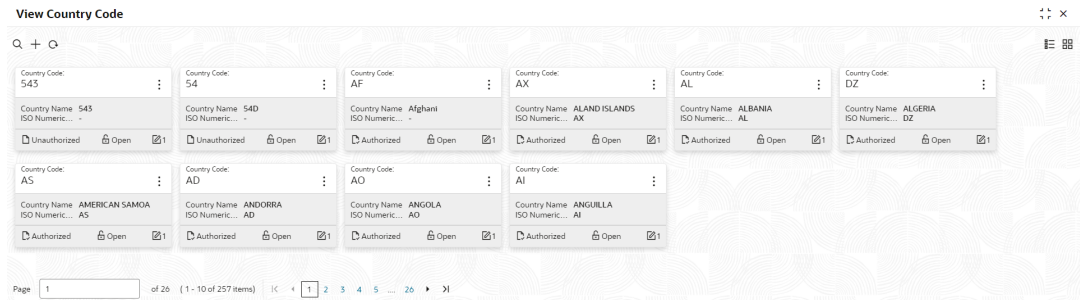 View Country Code
Country Code: Country Code: Country Code: Country Code: Country Code: Country Code:
543 54 AF AX AL DZ
Country Name 543 Country Name 54D Country Name Afghani Country Name ALAND ISLANDS Country Name ALBANIA Country Name ALGERIA
ISO Numeric... - ISO Numeric... - ISO Numeric... - ISO Numeric... AX ISO Numeric... AL ISO Numeric... DZ
Unauthorized Open 1 Unauthorized Open 1 Authorized Open 1 Authorized Open 1 Authorized Open 1 Authorized Open 1
Country Code: Country Code: Country Code: Country Code:
AS AD AO AI
Country Name AMERICAN SAMOA Country Name ANDORRA Country Name ANGOLA Country Name ANGUILLA
ISO Numeric... AS ISO Numeric... AD ISO Numeric... AO ISO Numeric... AI
Authorized Open 1 Authorized Open 1 Authorized Open 1 Authorized Open 1
Page 1 of 26 ( 1 - 10 of 257 items) 1 2 3 4 5 .... 26